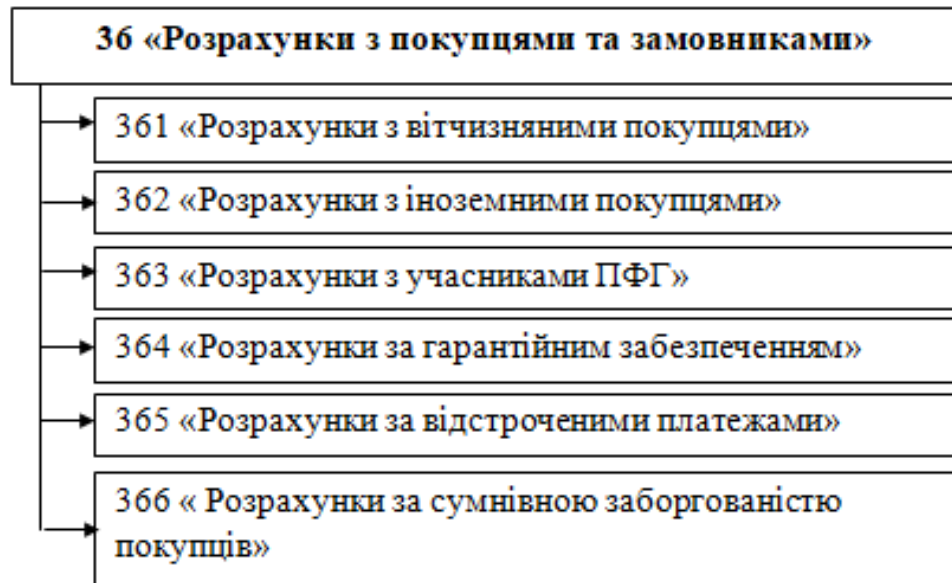 36 «Розрахунки з покупцями та замовниками»
361 «Розрахунки з вітчизняними покупцями»
362 «Розрахунки з іноземними покупцями»
363 «Розрахунки з учасниками ПФГ»
364 «Розрахунки за гарантійним забезпеченням»
365 «Розрахунки за відстроченими платежами»
366 « Розрахунки за сумнівною заборгованістю
покупців»